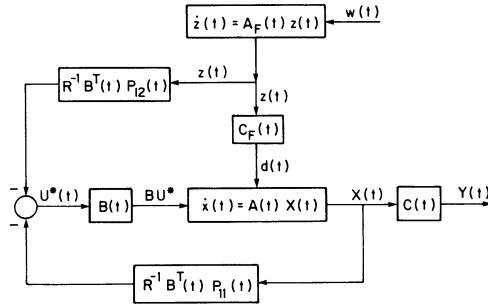 ż(t) = A_F(t) z(t)
w(t)
z(t)
R⁻¹ Bᵀ(t) P₁₂(t)
z(t)
C_F(t)
d(t)
U*(t)
B(t)
BU*
ẋ(t) = A(t) X(t)
X(t)
C(t)
Y(t)
R⁻¹ Bᵀ(t) P₁₁(t)